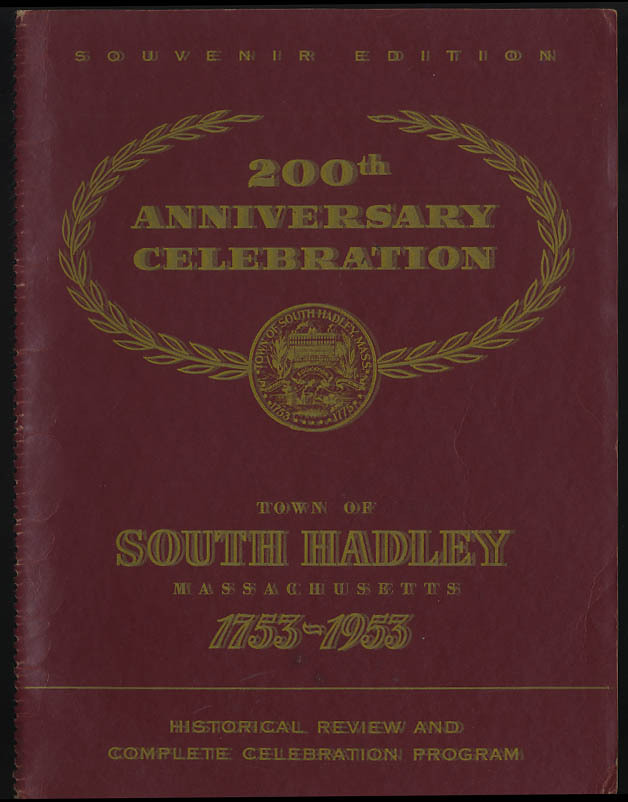 SOUVENIR EDITION
200th
ANNIVERSARY
CELEBRATION
TOWN OF SOUTH HADLEY, MASS.
1753 1775
TOWN OF
SOUTH HADLEY
MASSACHUSETTS
1753-1953
HISTORICAL REVIEW AND
COMPLETE CELEBRATION PROGRAM